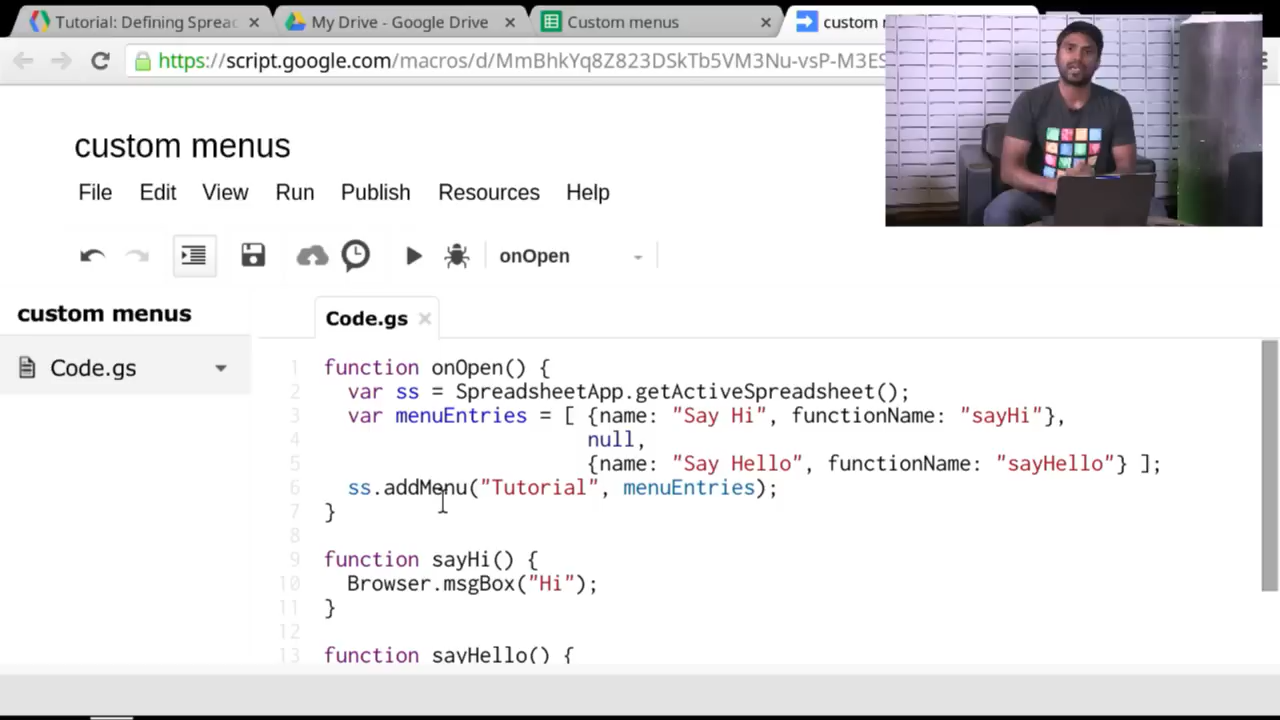 Tutorial: Defining Sprea
My Drive - Google Drive
Custom menus
custom
https://script.google.com/macros/d/MmBhkYq8Z823DSkTb5VM3Nu-vsP-M3ES
custom menus
File Edit View Run Publish Resources Help
onOpen
custom menus
Code.gs
Code.gs
1 function onOpen() {
2 var ss = SpreadsheetApp.getActiveSpreadsheet();
3 var menuEntries = [ {name: "Say Hi", functionName: "sayHi"},
4 null,
5 {name: "Say Hello", functionName: "sayHello"} ];
6 ss.addMenu("Tutorial", menuEntries);
7 }
8
9 function sayHi() {
10 Browser.msgBox("Hi");
11 }
12
13 function sayHello() {